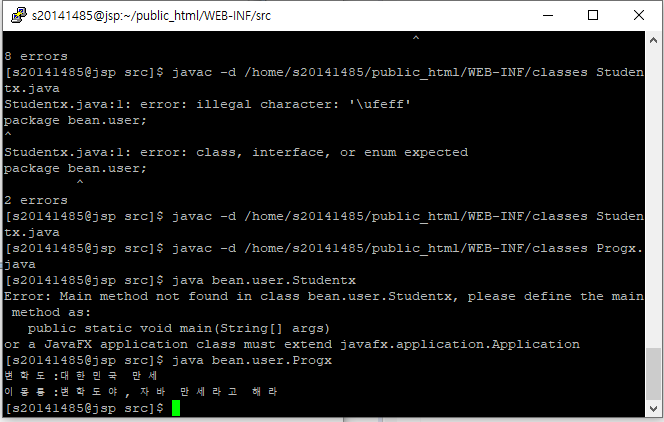 s20141485@jsp:~/public_html/WEB-INF/src
^
8 errors
[s20141485@jsp src]$ javac -d /home/s20141485/public_html/WEB-INF/classes Studen
tx.java
Studentx.java:1: error: illegal character: '\ufeff'
package bean.user;
^
Studentx.java:1: error: class, interface, or enum expected
package bean.user;
^
2 errors
[s20141485@jsp src]$ javac -d /home/s20141485/public_html/WEB-INF/classes Studen
tx.java
[s20141485@jsp src]$ javac -d /home/s20141485/public_html/WEB-INF/classes Progx.
java
[s20141485@jsp src]$ java bean.user.Studentx
Error: Main method not found in class bean.user.Studentx, please define the main
 method as:
   public static void main(String[] args)
or a JavaFX application class must extend javafx.application.Application
[s20141485@jsp src]$ java bean.user.Progx
변학도:대한민국 만세
이몽룡:변학도야, 자바 만세라고 해라
[s20141485@jsp src]$